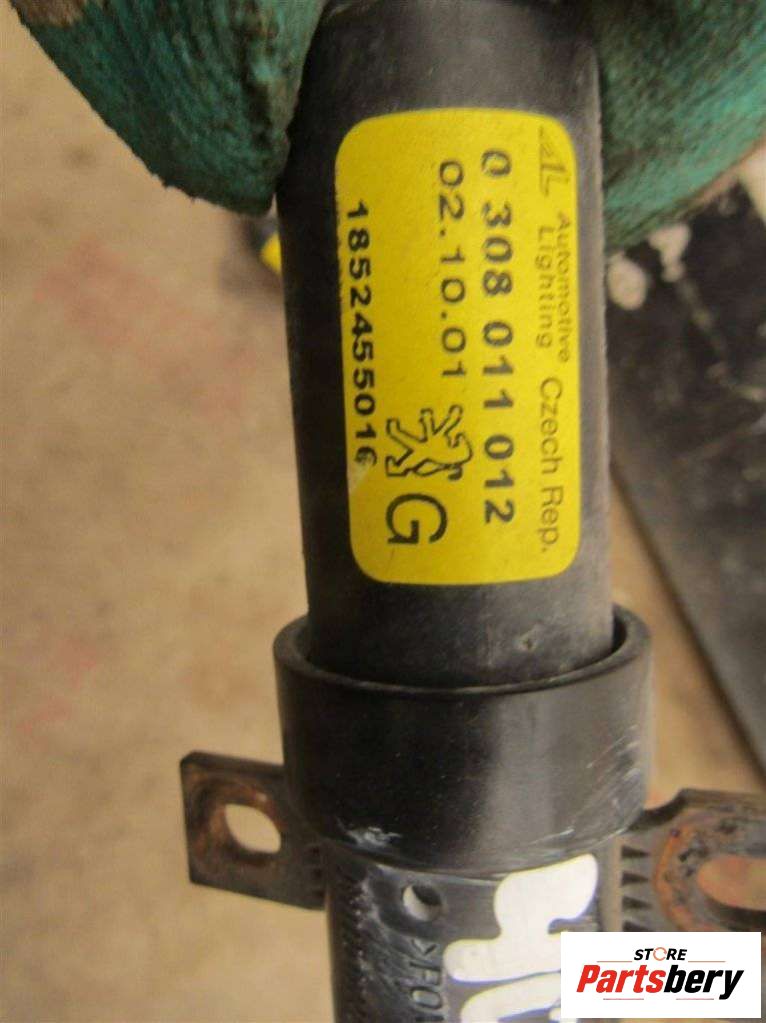 Automotive
Lighting
Czech Rep.
0 308 011 012
02.10.01
G
1852455016
STORE
Partsbery